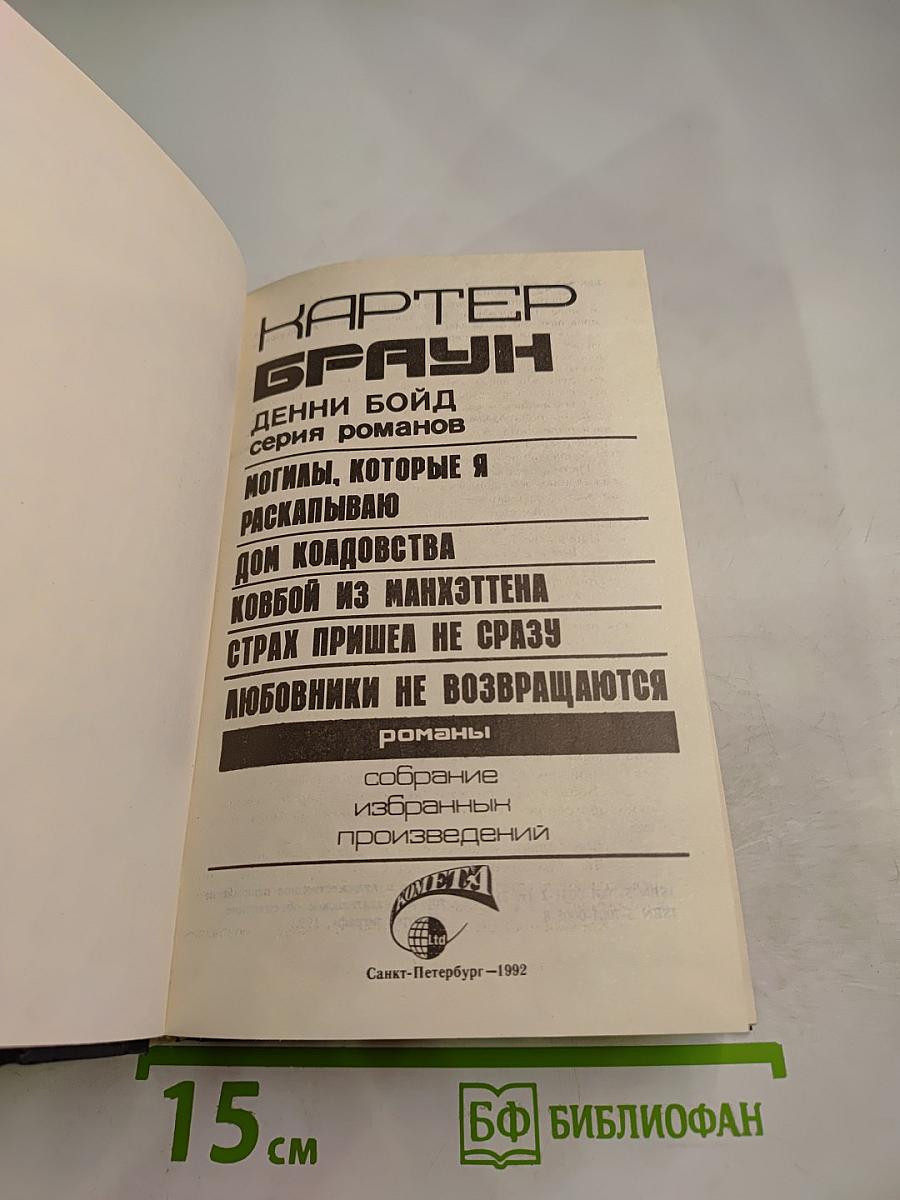 КАРТЕР
БРАУН
ДЕННИ БОЙД
серия романов
МОГИЛЫ, КОТОРЫЕ Я
РАСКАПЫВАЮ
ДОМ КОЛДОВСТВА
КОВБОЙ ИЗ МАНХЭТТЕНА
СТРАХ ПРИШЕЛ НЕ СРАЗУ
ЛЮБОВНИКИ НЕ ВОЗВРАЩАЮТСЯ
романы
собрание
избранных
произведений
КОМЕТА
Ltd
Санкт-Петербург—1992
15 см
БФ БИБЛИОФАН